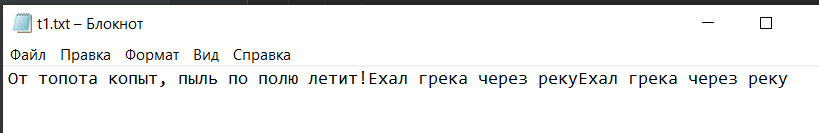 t1.txt – Блокнот
Файл Правка Формат Вид Справка
От топота копыт, пыль по полю летит!Ехал грека через рекуЕхал грека через реку